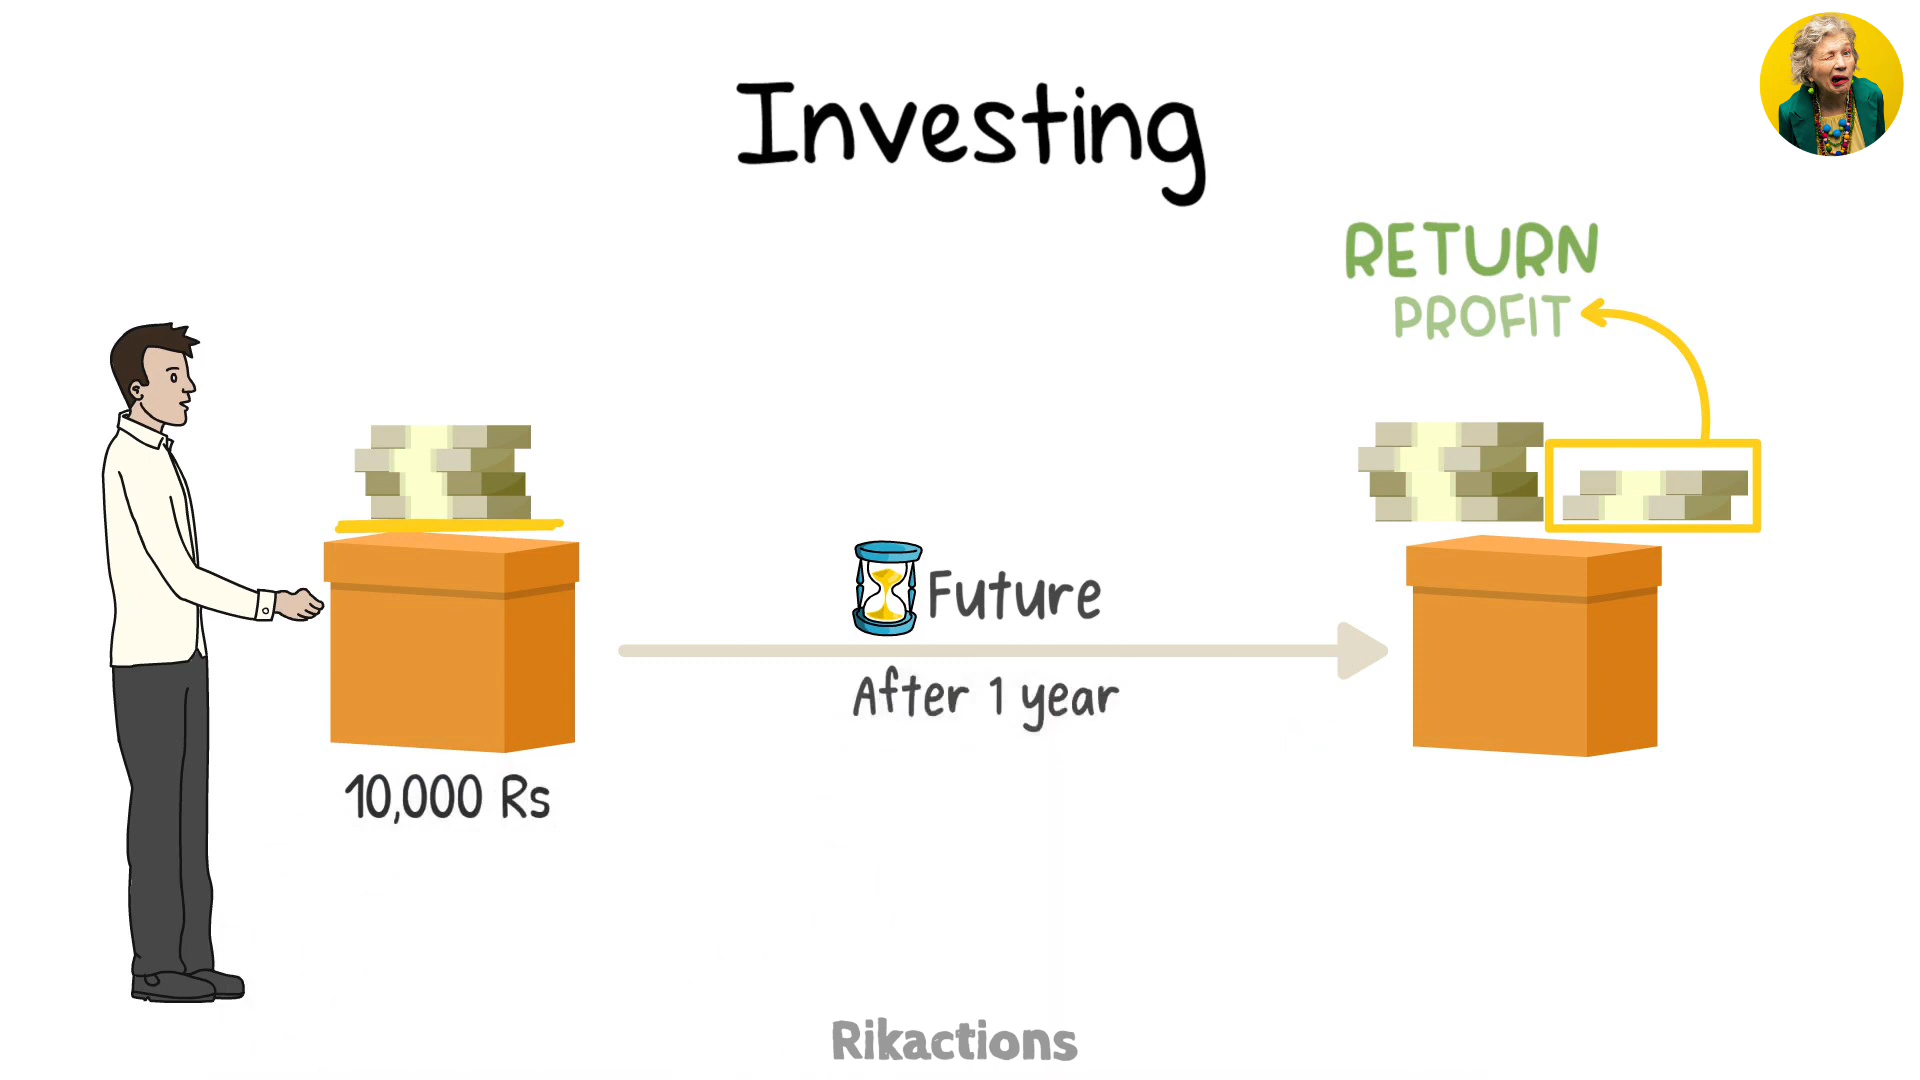 Investing
RETURN
PROFIT
Future
After 1 year
10,000 Rs
Rikactions